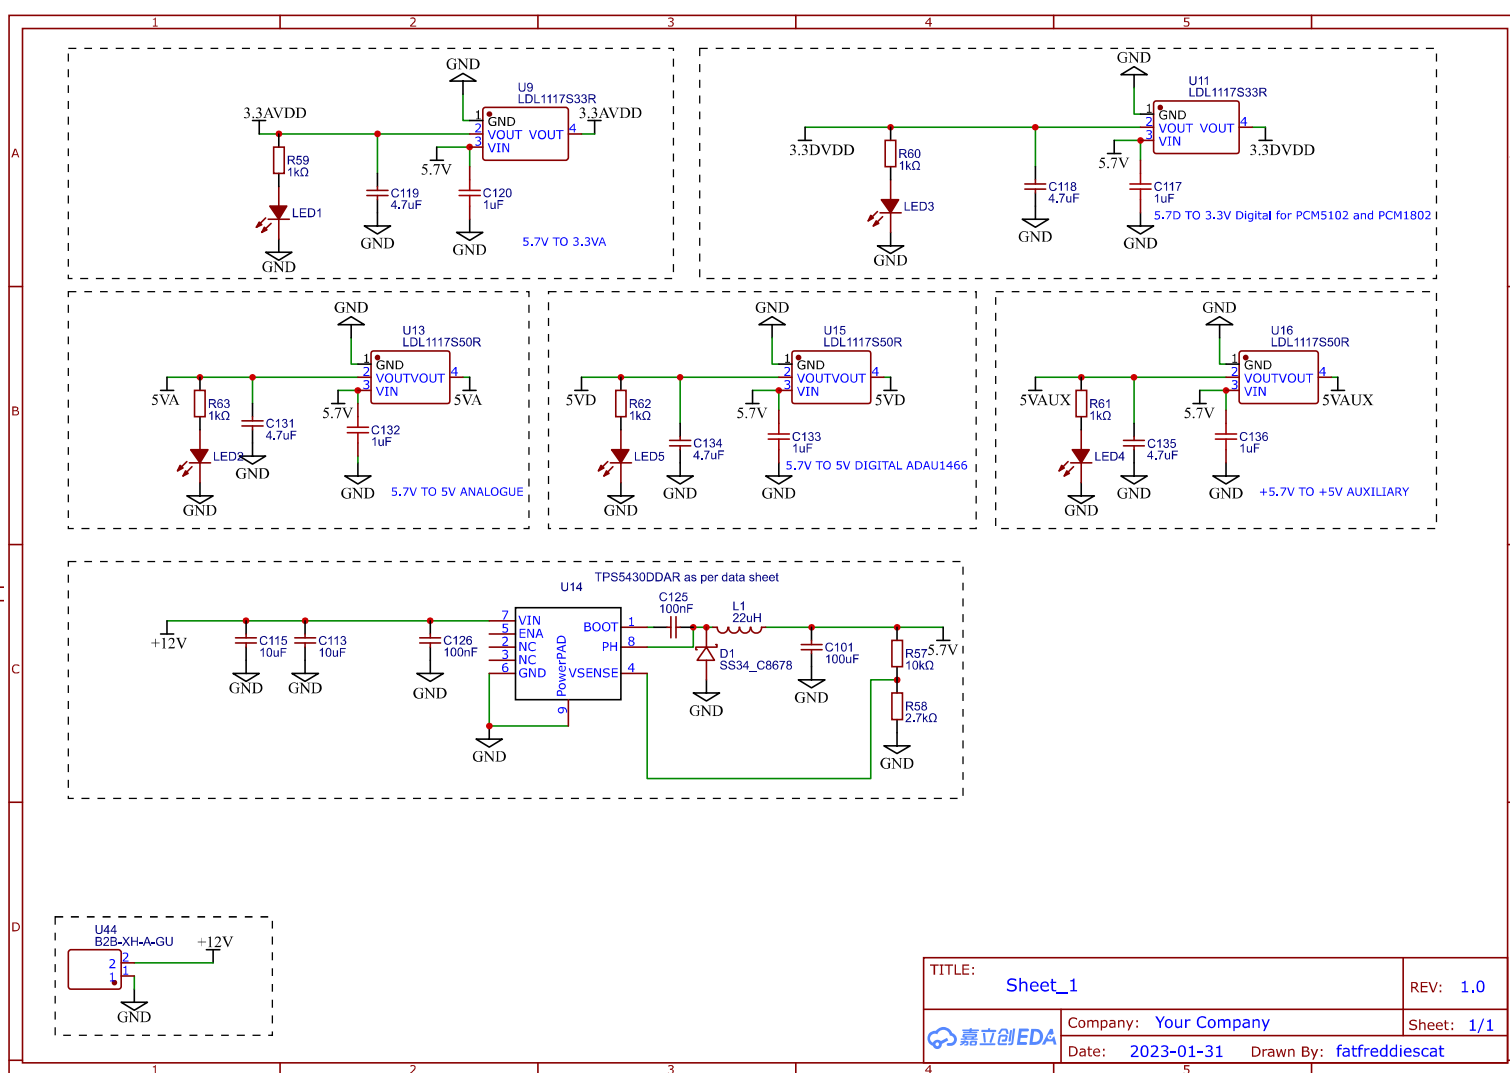 1 2 3 4 5
A
GND
U9
LDL1117S33R
3.3AVDD
3.3AVDD
1 GND
2 VOUT VOUT 4
3 VIN
5.7V
R59
1kΩ
LED1
GND
C119
4.7uF
GND
C120
1uF
GND
5.7V TO 3.3VA
GND
U11
LDL1117S33R
3.3DVDD
3.3DVDD
1 GND
2 VOUT VOUT 4
3 VIN
5.7V
R60
1kΩ
LED3
GND
C118
4.7uF
GND
C117
1uF
GND
5.7D TO 3.3V Digital for PCM5102 and PCM1802
B
GND
U13
LDL1117S50R
1 GND
2 VOUTVOUT 4
3 VIN
5VA
5VA
5.7V
R63
1kΩ
LED2
GND
C131
4.7uF
GND
C132
1uF
GND
5.7V TO 5V ANALOGUE
GND
U15
LDL1117S50R
1 GND
2 VOUTVOUT 4
3 VIN
5VD
5VD
5.7V
R62
1kΩ
LED5
GND
C134
4.7uF
GND
C133
1uF
GND
5.7V TO 5V DIGITAL ADAU1466
GND
U16
LDL1117S50R
1 GND
2 VOUTVOUT 4
3 VIN
5VAUX
5VAUX
5.7V
R61
1kΩ
LED4
GND
C135
4.7uF
GND
C136
1uF
GND
+5.7V TO +5V AUXILIARY
C
TPS5430DDAR as per data sheet
U14
+12V
C115
10uF
GND
C113
10uF
GND
C126
100nF
GND
7 VIN
5 ENA
2 NC
3 NC
6 GND
PowerPAD
9
BOOT 1
PH 8
VSENSE 4
GND
C125
100nF
L1
22uH
D1
SS34_C8678
GND
C101
100uF
GND
R57
10kΩ
5.7V
R58
2.7kΩ
GND
D
U44
B2B-XH-A-GU
+12V
2 2
1 1
GND
TITLE:
Sheet_1
REV: 1.0
嘉立创EDA
Company: Your Company
Sheet: 1/1
Date: 2023-01-31 Drawn By: fatfreddiescat
1 2 3 4 5